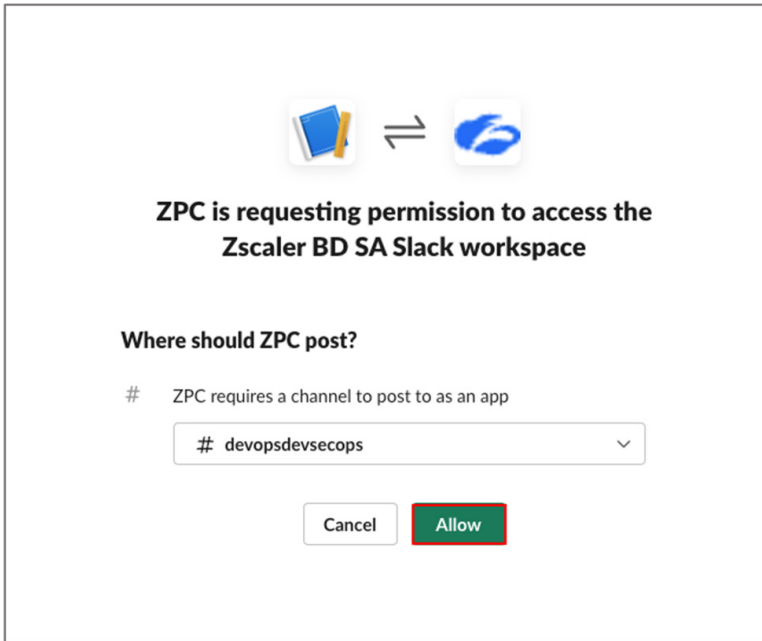 ZPC is requesting permission to access the
Zscaler BD SA Slack workspace
Where should ZPC post?
# ZPC requires a channel to post to as an app
# devopsdevsecops
Cancel Allow